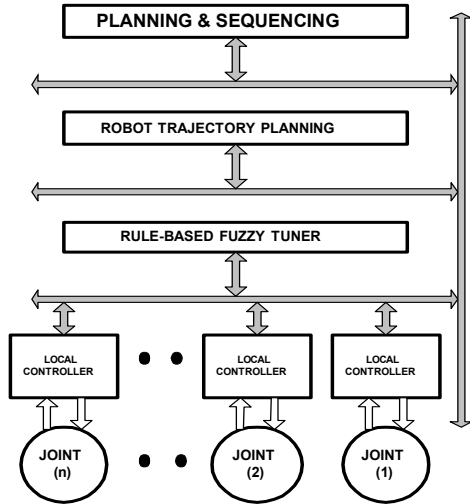 PLANNING & SEQUENCING
ROBOT TRAJECTORY PLANNING
RULE-BASED FUZZY TUNER
LOCAL
CONTROLLER
LOCAL
CONTROLLER
LOCAL
CONTROLLER
JOINT
(n)
JOINT
(2)
JOINT
(1)